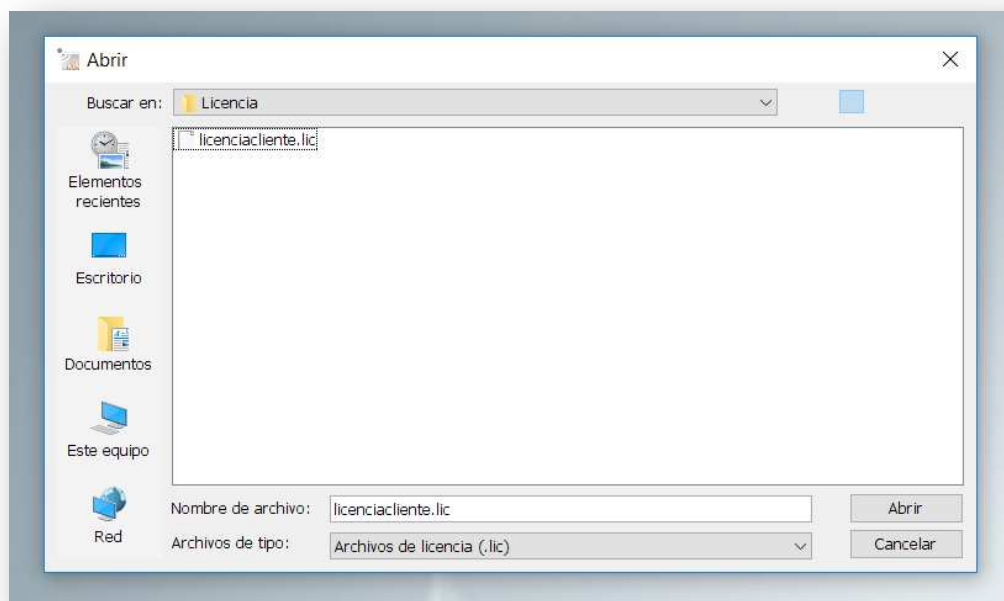 Abrir
Buscar en:
Licencia
licenciacliente.lic
Elementos
recientes
Escritorio
Documentos
Este equipo
Red
Nombre de archivo:
licenciacliente.lic
Abrir
Archivos de tipo:
Archivos de licencia (.lic)
Cancelar